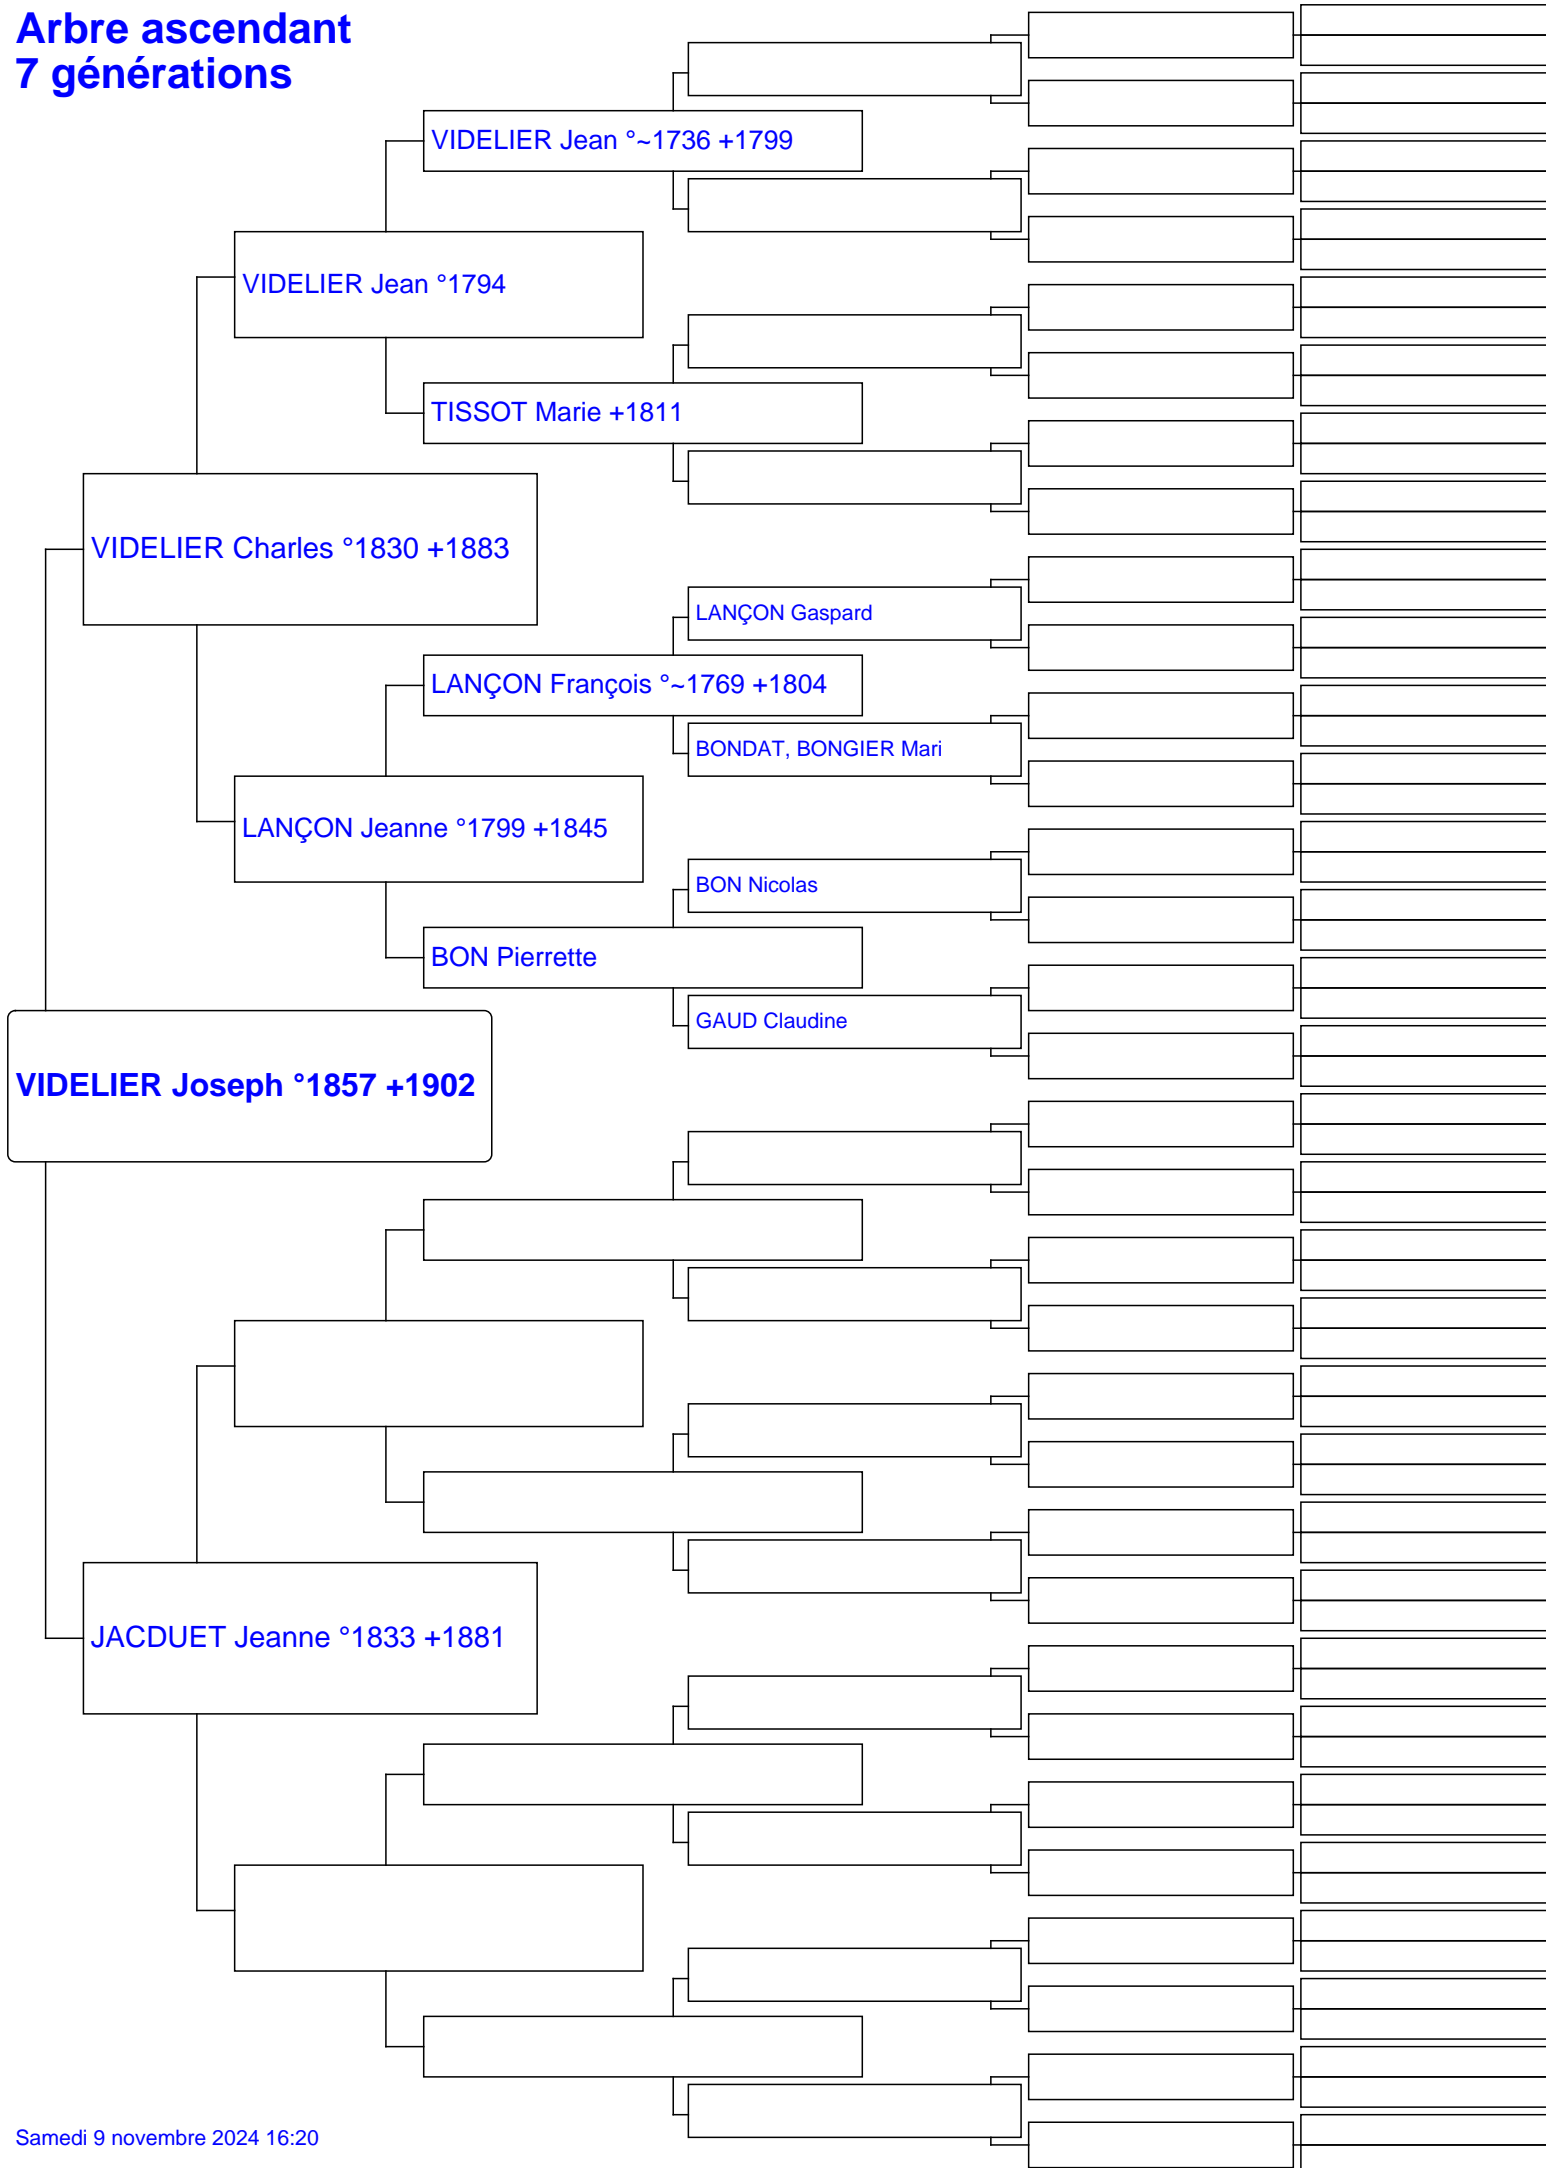 Arbre ascendant
7 générations
VIDELIER Jean °~1736 +1799
VIDELIER Jean °1794
TISSOT Marie +1811
VIDELIER Charles °1830 +1883
LANÇON Gaspard
LANÇON François °~1769 +1804
BONDAT, BONGIER Mari
LANÇON Jeanne °1799 +1845
BON Nicolas
BON Pierrette
GAUD Claudine
VIDELIER Joseph °1857 +1902
JACDUET Jeanne °1833 +1881
Samedi 9 novembre 2024 16:20